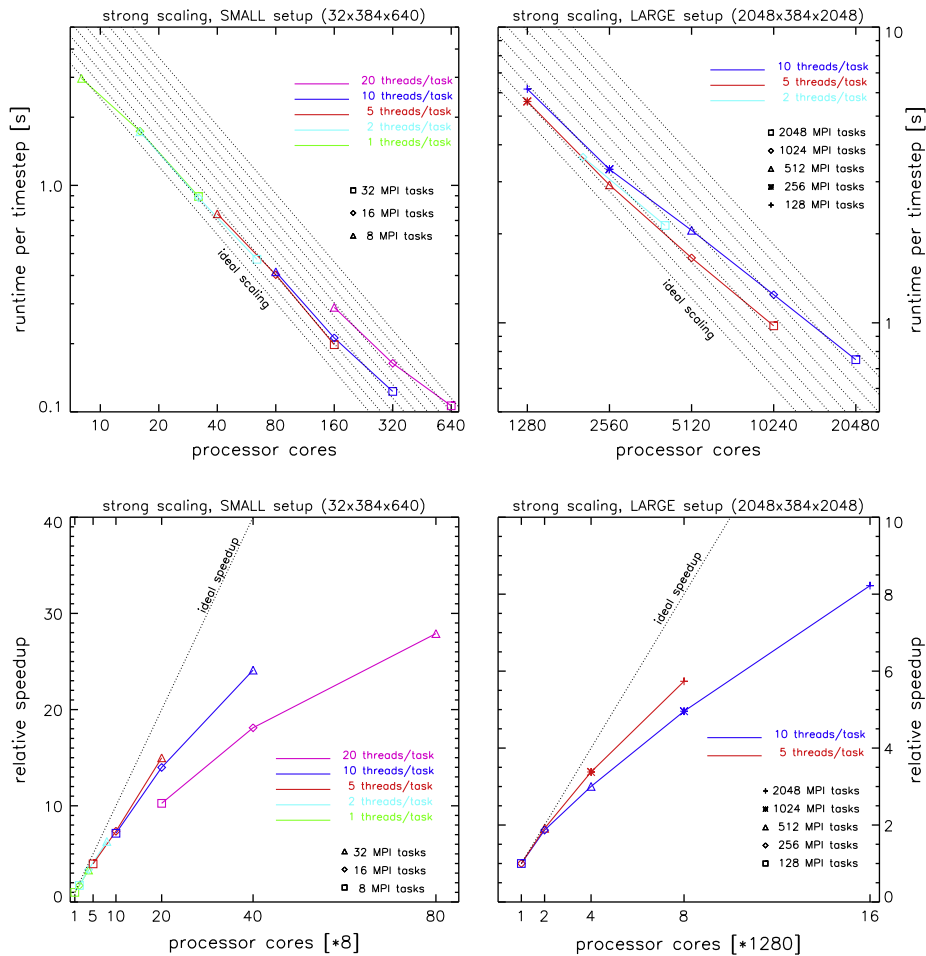 strong scaling, SMALL setup (32x384x640)
runtime per timestep [s]
1.0
0.1
20 threads/task
10 threads/task
5 threads/task
2 threads/task
1 threads/task
32 MPI tasks
16 MPI tasks
8 MPI tasks
ideal scaling
10 20 40 80 160 320 640
processor cores
strong scaling, LARGE setup (2048x384x2048)
10
1
runtime per timestep [s]
10 threads/task
5 threads/task
2 threads/task
2048 MPI tasks
1024 MPI tasks
512 MPI tasks
256 MPI tasks
128 MPI tasks
ideal scaling
1280 2560 5120 10240 20480
processor cores
strong scaling, SMALL setup (32x384x640)
relative speedup
40
30
20
10
0
ideal speedup
20 threads/task
10 threads/task
5 threads/task
2 threads/task
1 threads/task
32 MPI tasks
16 MPI tasks
8 MPI tasks
1 5 10 20 40 80
processor cores [*8]
strong scaling, LARGE setup (2048x384x2048)
10
8
6
4
2
0
relative speedup
ideal speedup
10 threads/task
5 threads/task
2048 MPI tasks
1024 MPI tasks
512 MPI tasks
256 MPI tasks
128 MPI tasks
1 2 4 8 16
processor cores [*1280]